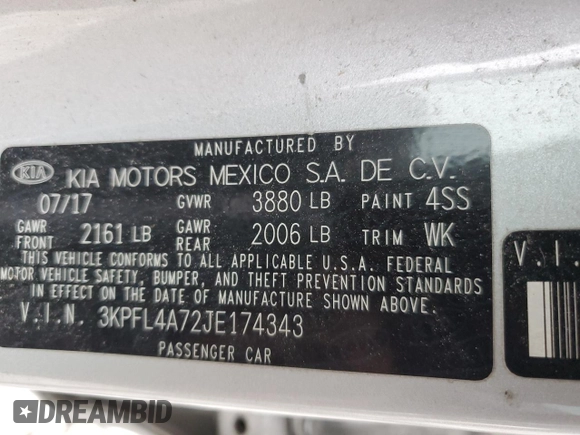 MANUFACTURED BY
KIA KIA MOTORS MEXICO S.A. DE C.V.
07/17 GVWR 3880 LB PAINT 4SS
GAWR FRONT 2161 LB GAWR REAR 2006 LB TRIM WK
THIS VEHICLE CONFORMS TO ALL APPLICABLE U.S.A. FEDERAL
MOTOR VEHICLE SAFETY, BUMPER, AND THEFT PREVENTION STANDARDS
IN EFFECT ON THE DATE OF MANUFACTURE SHOWN ABOVE.
V.I.N. 3KPFL4A72JE174343
PASSENGER CAR
V.I.
DREAMBID